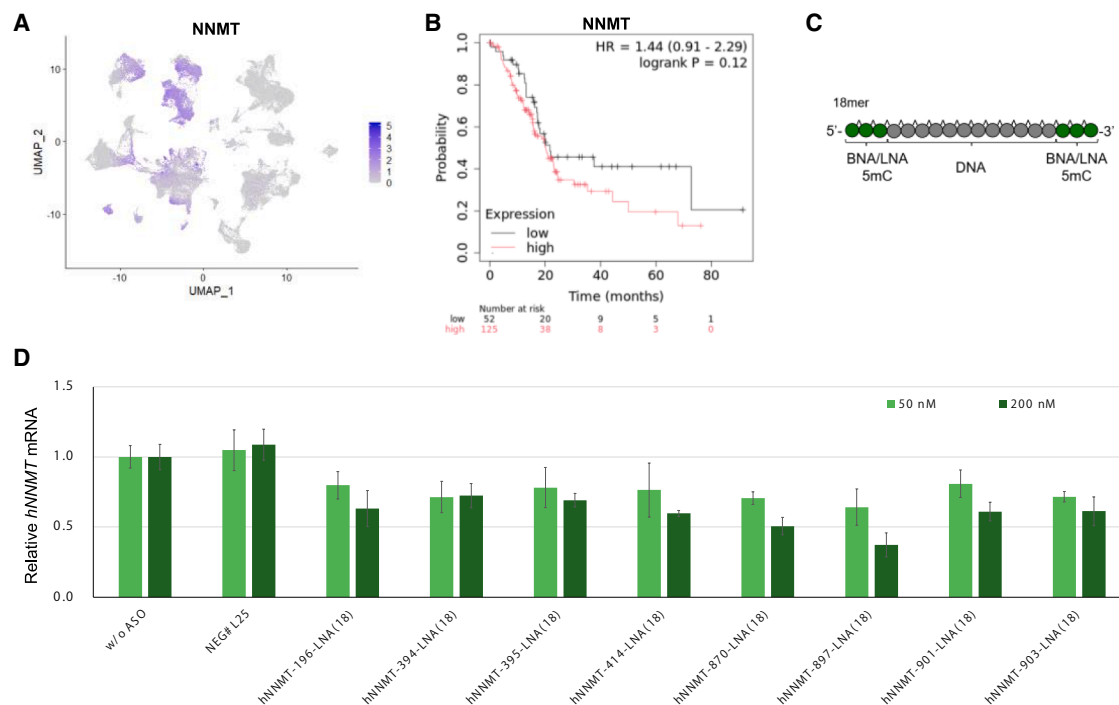 A
NNMT
10
0
-10
UMAP_2
-10
0
10
UMAP_1
5
4
3
2
1
0
B
NNMT
HR = 1.44 (0.91 - 2.29)
logrank P = 0.12
1.0
0.8
0.6
0.4
0.2
0.0
Probability
Expression
low
high
0
20
40
60
80
Time (months)
Number at risk
low 52 20 9 5 1
high 125 38 8 3 0
C
18mer
5'- -3'
BNA/LNA
5mC
DNA
BNA/LNA
5mC
D
1.5
1.0
0.5
0.0
Relative hNNMT mRNA
50 nM
200 nM
w/o ASO
NEG# L25
hNNMT-196-LNA(18)
hNNMT-394-LNA(18)
hNNMT-395-LNA(18)
hNNMT-414-LNA(18)
hNNMT-870-LNA(18)
hNNMT-897-LNA(18)
hNNMT-901-LNA(18)
hNNMT-903-LNA(18)